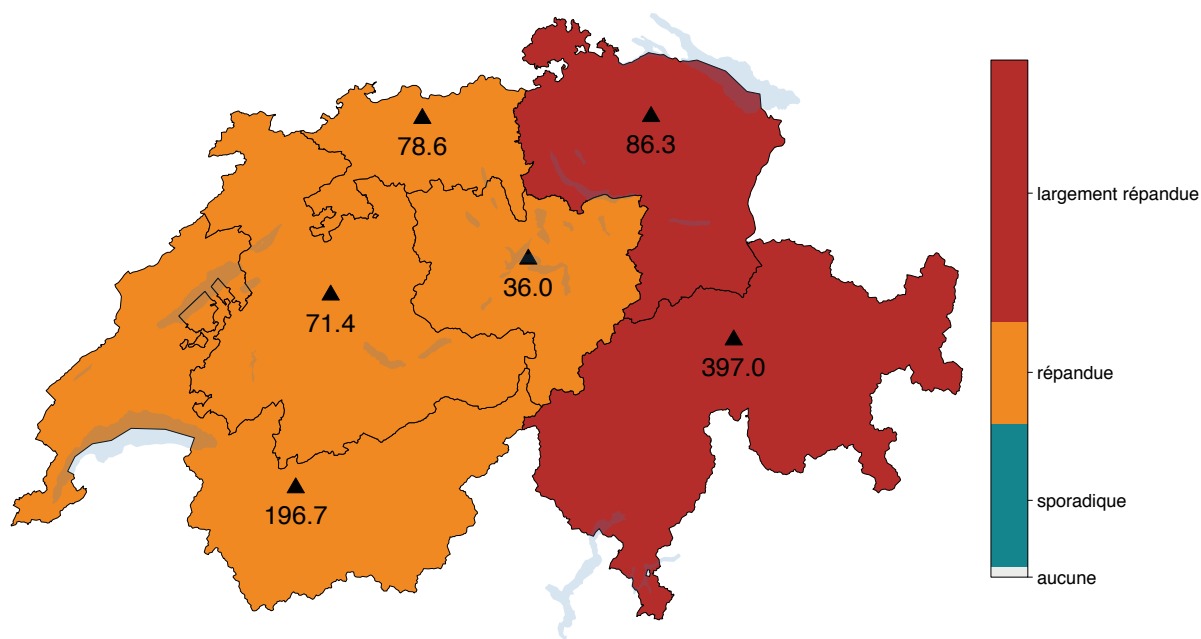 78.6
86.3
36.0
71.4
397.0
196.7
largement répandue
répandue
sporadique
aucune